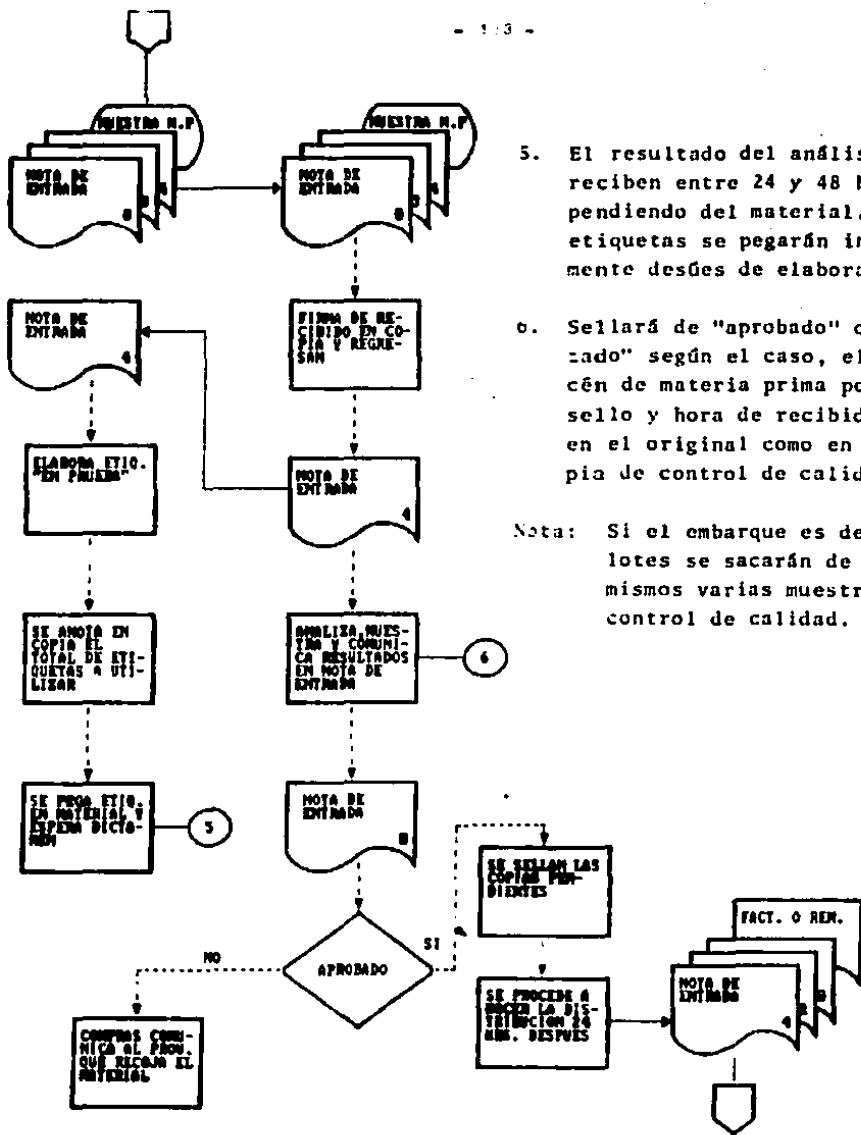 - 1:3 -
MUESTRA M.P
NOTA DE
ENTRADA
MUESTRA M.P
NOTA DE
ENTRADA
5. El resultado del anális
reciben entre 24 y 48 
pendiendo del material.
etiquetas se pegarán in
mente desúes de elabora
NOTA DE
ENTRADA
4
FIRMA DE RE-
CIBIDO EN CO-
PIA Y REGRE-
SAN
6. Sellará de "aprobado" o
zado" según el caso, el
cén de materia prima po
sello y hora de recibid
en el original como en
pia de control de calid
ELABORA ETIQ.
"EN PRUEBA"
NOTA DE
ENTRADA
4
Nota: Si el embarque es de
lotes se sacarán de
mismos varias muestr
control de calidad.
SE ANOTA EN
COPIA EL
TOTAL DE ETI-
QUETAS A UTI-
LIZAR
ANALIZA MUES-
TRA Y COMUNI-
CA RESULTADOS
EN NOTA DE
ENTRADA
6
SE PEGA ETIQ.
EN MATERIAL Y
ESPERA DICTA-
MEN
5
NOTA DE
ENTRADA
0
SE SELLAN LAS
COPIAS PEN-
DIENTES
APROBADO
NO
SI
COMPRAS COMU-
NICA AL PROV.
QUE RECOJA EL
MATERIAL
SE PROCEDE A
HACER LA DIS-
TRIBUCION 24
HRS. DESPUES
FACT. O REM.
NOTA DE
ENTRADA
4